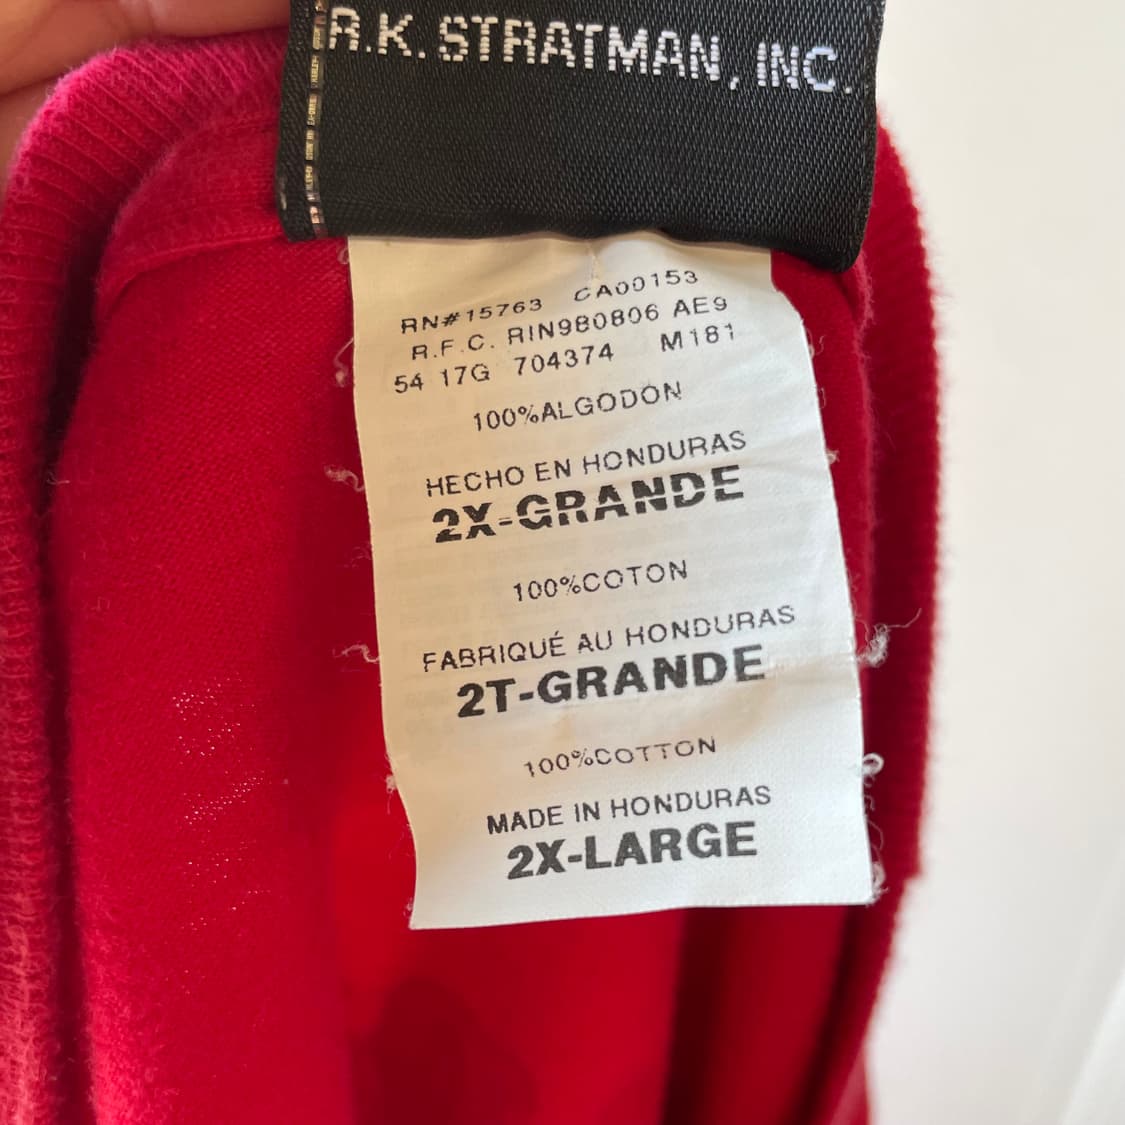 R.K. STRATMAN, INC.
RN#15763 CA00153
R.F.C. RIN980806 AE9
54 17G 704374 M181
100%ALGODÓN
HECHO EN HONDURAS
2X-GRANDE
100%COTON
FABRIQUÉ AU HONDURAS
2T-GRANDE
100%COTTON
MADE IN HONDURAS
2X-LARGE